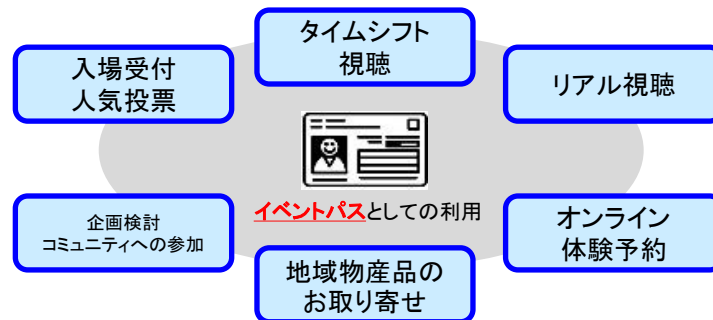 タイムシフト
視聴
入場受付
人気投票
リアル視聴
イベントパスとしての利用
企画検討
コミュニティへの参加
オンライン
体験予約
地域物産品の
お取り寄せ